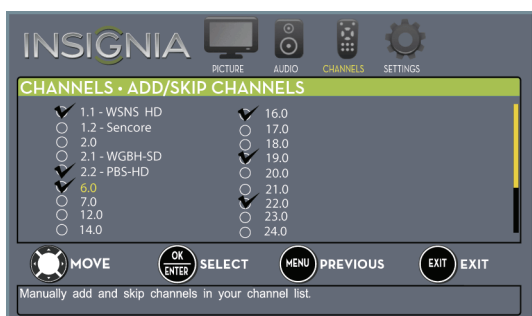 INSIGNIA
PICTURE AUDIO CHANNELS SETTINGS
CHANNELS • ADD/SKIP CHANNELS
1.1 - WSNS HD
1.2 - Sencore
2.0
2.1 - WGBH-SD
2.2 - PBS-HD
6.0
7.0
12.0
14.0
16.0
17.0
18.0
19.0
20.0
21.0
22.0
23.0
24.0
MOVE OK ENTER SELECT MENU PREVIOUS EXIT EXIT
Manually add and skip channels in your channel list.